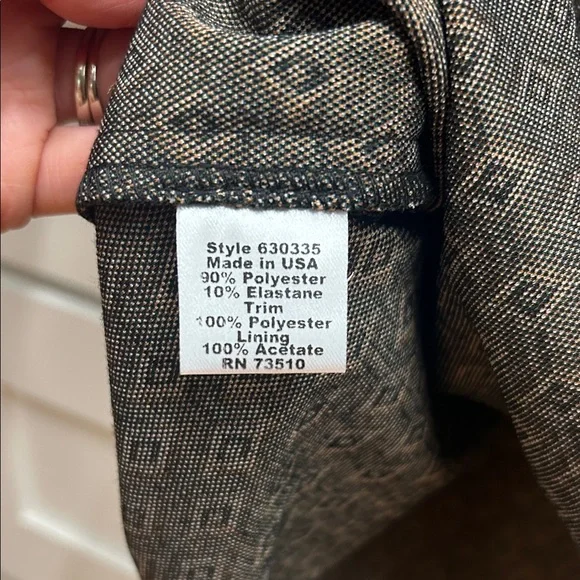 Style 630335
Made in USA
90% Polyester
10% Elastane
Trim
100% Polyester
Lining
100% Acetate
RN 73510